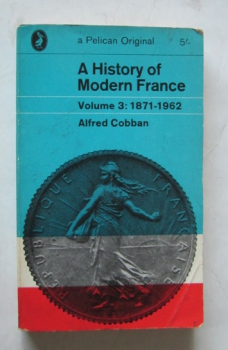 a Pelican Original 5/-
A History of
Modern France
Volume 3: 1871-1962
Alfred Cobban
REPUBLIQUE FRANÇAISE